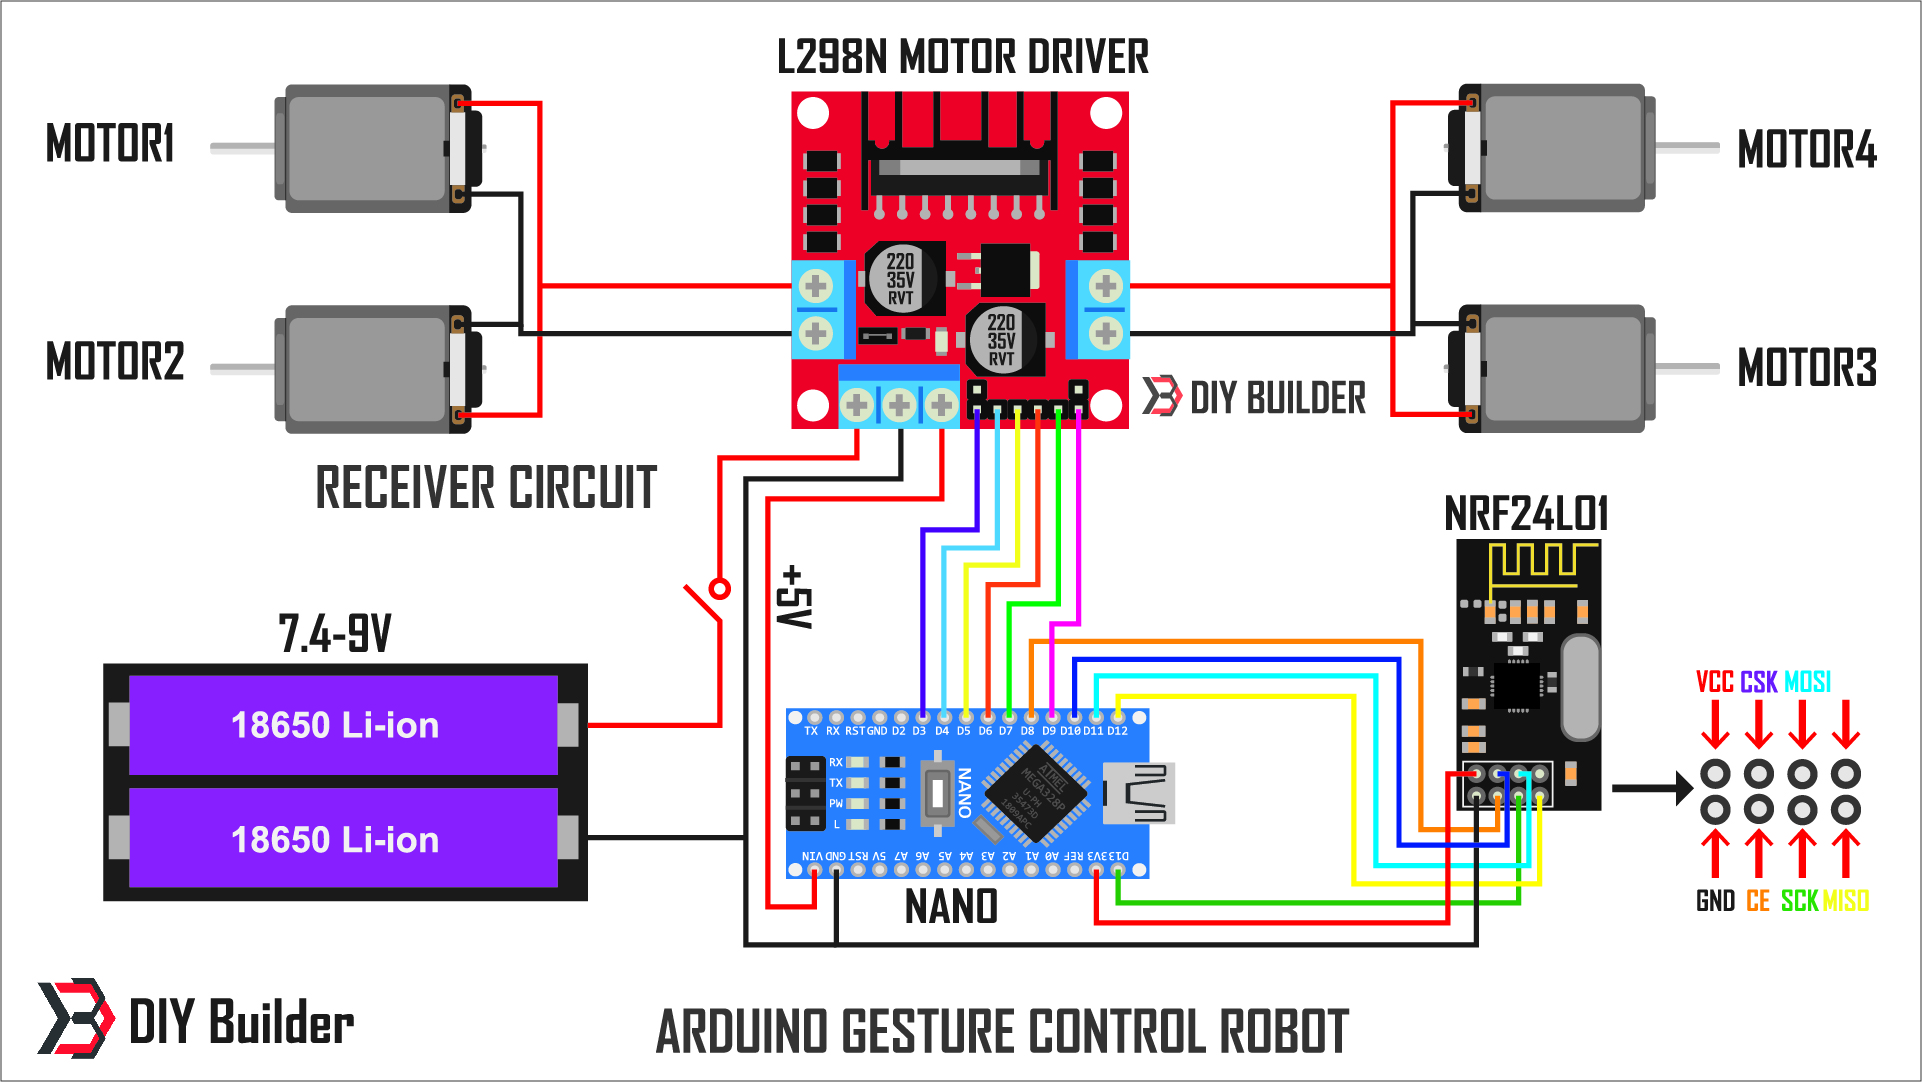 L298N MOTOR DRIVER
MOTOR1
MOTOR4
220
35V
RVT
220
35V
RVT
MOTOR2
MOTOR3
DIY BUILDER
RECEIVER CIRCUIT
NRF24L01
+5V
7.4-9V
18650 Li-ion
18650 Li-ion
VCC CSK MOSI
GND CE SCK MISO
TX RX RST GND D2 D3 D4 D5 D6 D7 D8 D9 D10 D11 D12
RX
TX
PW
L
NANO
ATMEL
MEGA328P
U-PH
35473D
1809APC
VIN GND RST 5V A7 A6 A5 A4 A3 A2 A1 A0 REF 3V3 D13
NANO
DIY Builder
ARDUINO GESTURE CONTROL ROBOT